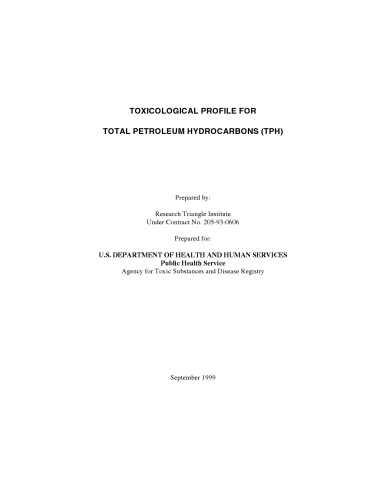 TOXICOLOGICAL PROFILE FOR
TOTAL PETROLEUM HYDROCARBONS (TPH)
Prepared by:
Research Triangle Institute
Under Contract No. 205-93-0606
Prepared for:
U.S. DEPARTMENT OF HEALTH AND HUMAN SERVICES
Public Health Service
Agency for Toxic Substances and Disease Registry
September 1999